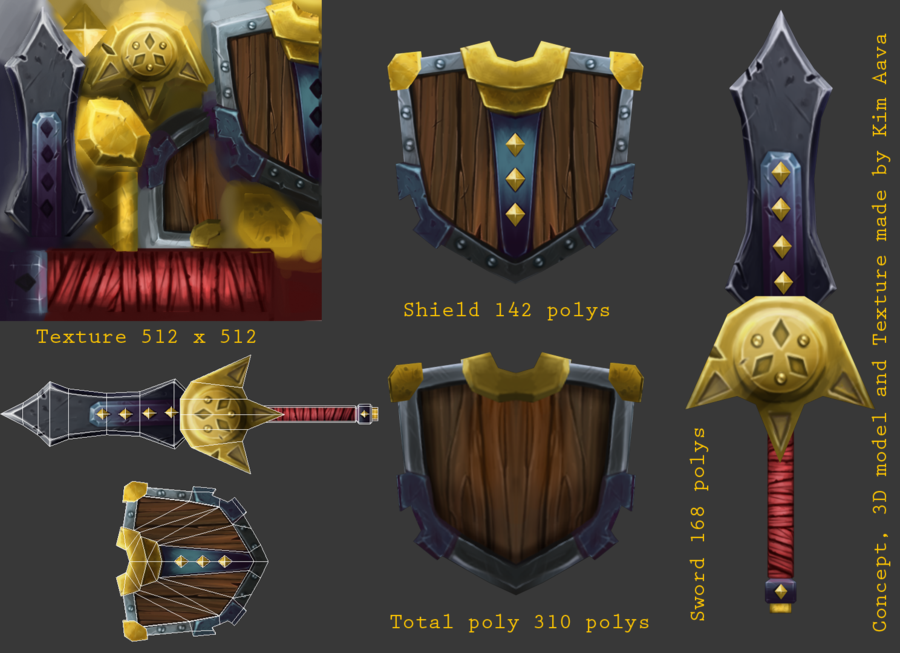 Texture 512 x 512
Shield 142 polys
Total poly 310 polys
Sword 168 polys
Concept, 3D model and Texture made by Kim Aava